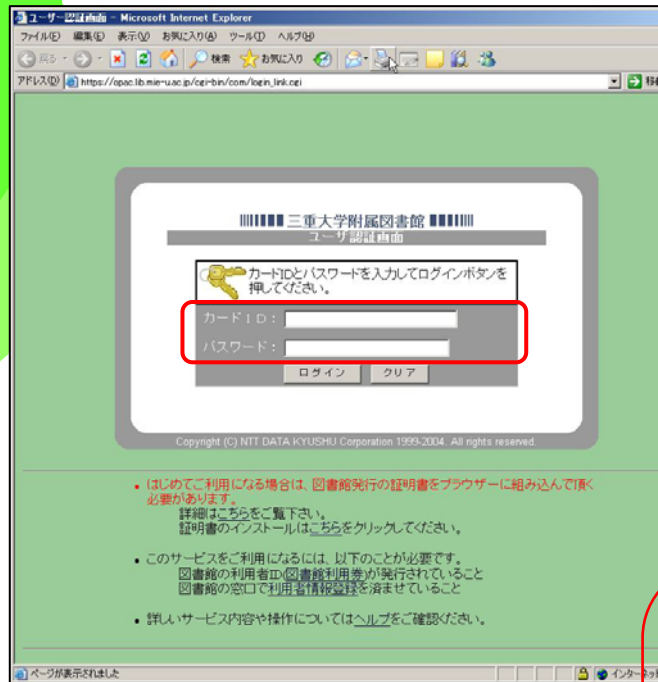 ユーザー認証画面 - Microsoft Internet Explorer
ファイル(F) 編集(E) 表示(V) お気に入り(A) ツール(T) ヘルプ(H)
戻る 検索 お気に入り
アドレス(D) https://opac.lib.mie-u.ac.jp/cgi-bin/com/login_link.cgi
三重大学附属図書館
ユーザ認証画面
カードIDとパスワードを入力してログインボタンを
押してください。
カードID:
パスワード:
ログイン クリア
Copyright (C) NTT DATA KYUSHU Corporation 1999-2004. All rights reserved.
• はじめてご利用になる場合は、図書館発行の証明書をブラウザーに組み込んで頂く
必要があります。
詳細はこちらをご覧下さい。
証明書のインストールはこちらをクリックしてください。
• このサービスをご利用になるには、以下のことが必要です。
図書館の利用者ID(図書館利用券)が発行されていること
図書館の窓口で利用者情報登録を済ませていること
• 詳しいサービス内容や操作についてはヘルプをご確認ください。
ページが表示されました